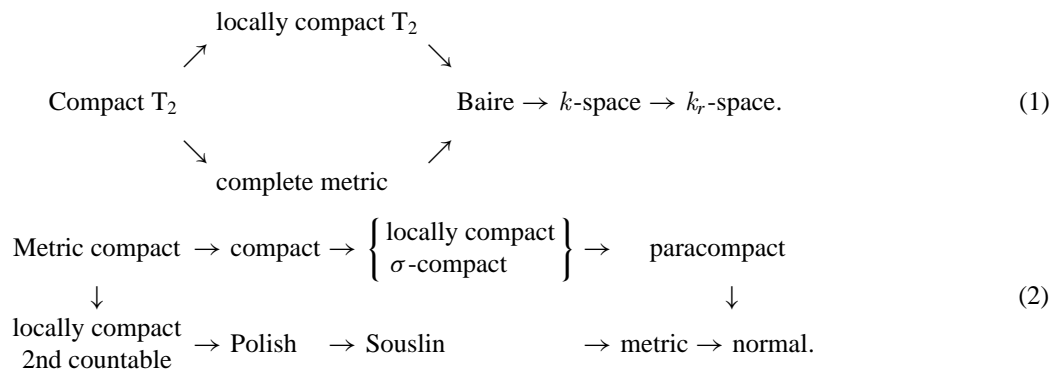 locally compact T₂
↗ ↘
Compact T₂ Baire → k-space → kᵣ-space. (1)
↘ ↗
complete metric
Metric compact → compact → { locally compact σ-compact } → paracompact
↓ ↓ (2)
locally compact 2nd countable → Polish → Souslin → metric → normal.